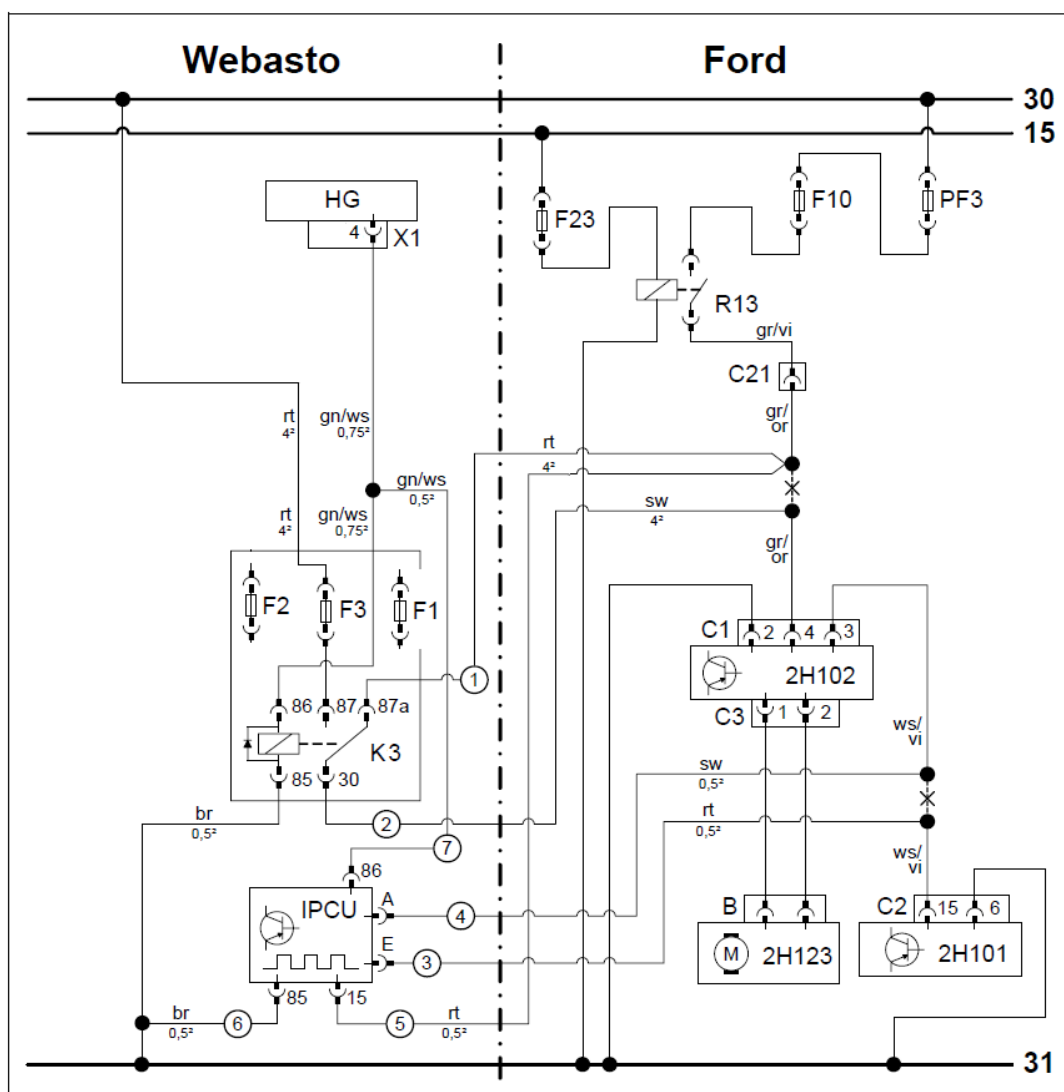 Webasto Ford
30
15
HG
4 X1
F23
F10 PF3
R13
gr/vi
C21
gr/
or
rt
4²
gn/ws
0,75²
rt
4²
gn/ws
0,5²
sw
4²
rt
4²
gn/ws
0,75²
gr/
or
F2 F3 F1
C1 2 4 3
2H102
1
86 87 87a
C3 1 2
K3
85 30
ws/
vi
sw
0,5²
br
0,5²
2
rt
0,5²
7
86
ws/
vi
IPCU A
4
B
C2 15 6
E
3
M 2H123
2H101
85 15
br
0,5²
6
5
rt
0,5²
31